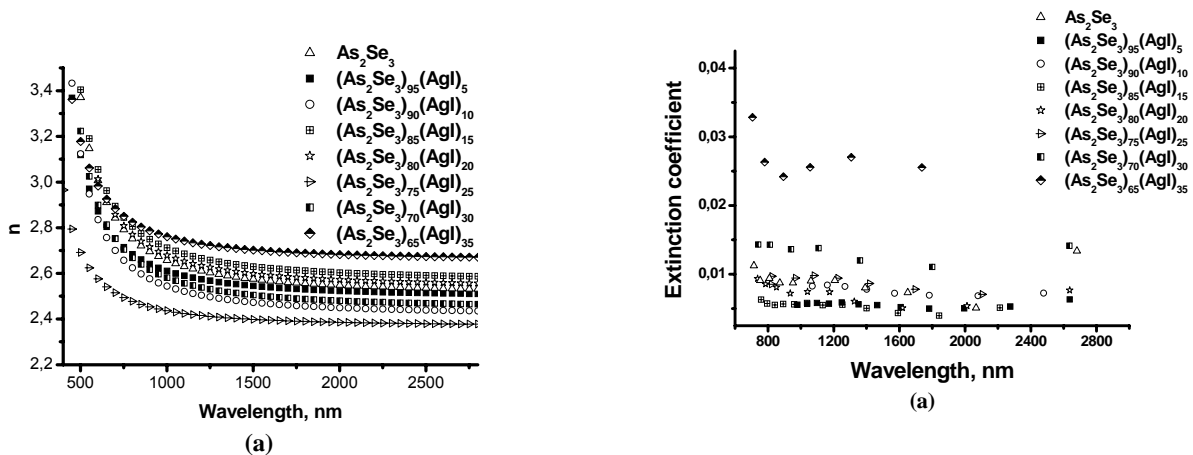 As₂Se₃
(As₂Se₃)₉₅(AgI)₅
(As₂Se₃)₉₀(AgI)₁₀
(As₂Se₃)₈₅(AgI)₁₅
(As₂Se₃)₈₀(AgI)₂₀
(As₂Se₃)₇₅(AgI)₂₅
(As₂Se₃)₇₀(AgI)₃₀
(As₂Se₃)₆₅(AgI)₃₅
3,4
3,2
3,0
2,8
2,6
2,4
2,2
n
500 1000 1500 2000 2500
Wavelength, nm
(a)
As₂Se₃
(As₂Se₃)₉₅(AgI)₅
(As₂Se₃)₉₀(AgI)₁₀
(As₂Se₃)₈₅(AgI)₁₅
(As₂Se₃)₈₀(AgI)₂₀
(As₂Se₃)₇₅(AgI)₂₅
(As₂Se₃)₇₀(AgI)₃₀
(As₂Se₃)₆₅(AgI)₃₅
0,04
0,03
0,02
0,01
Extinction coefficient
800 1200 1600 2000 2400 2800
Wavelength, nm
(a)